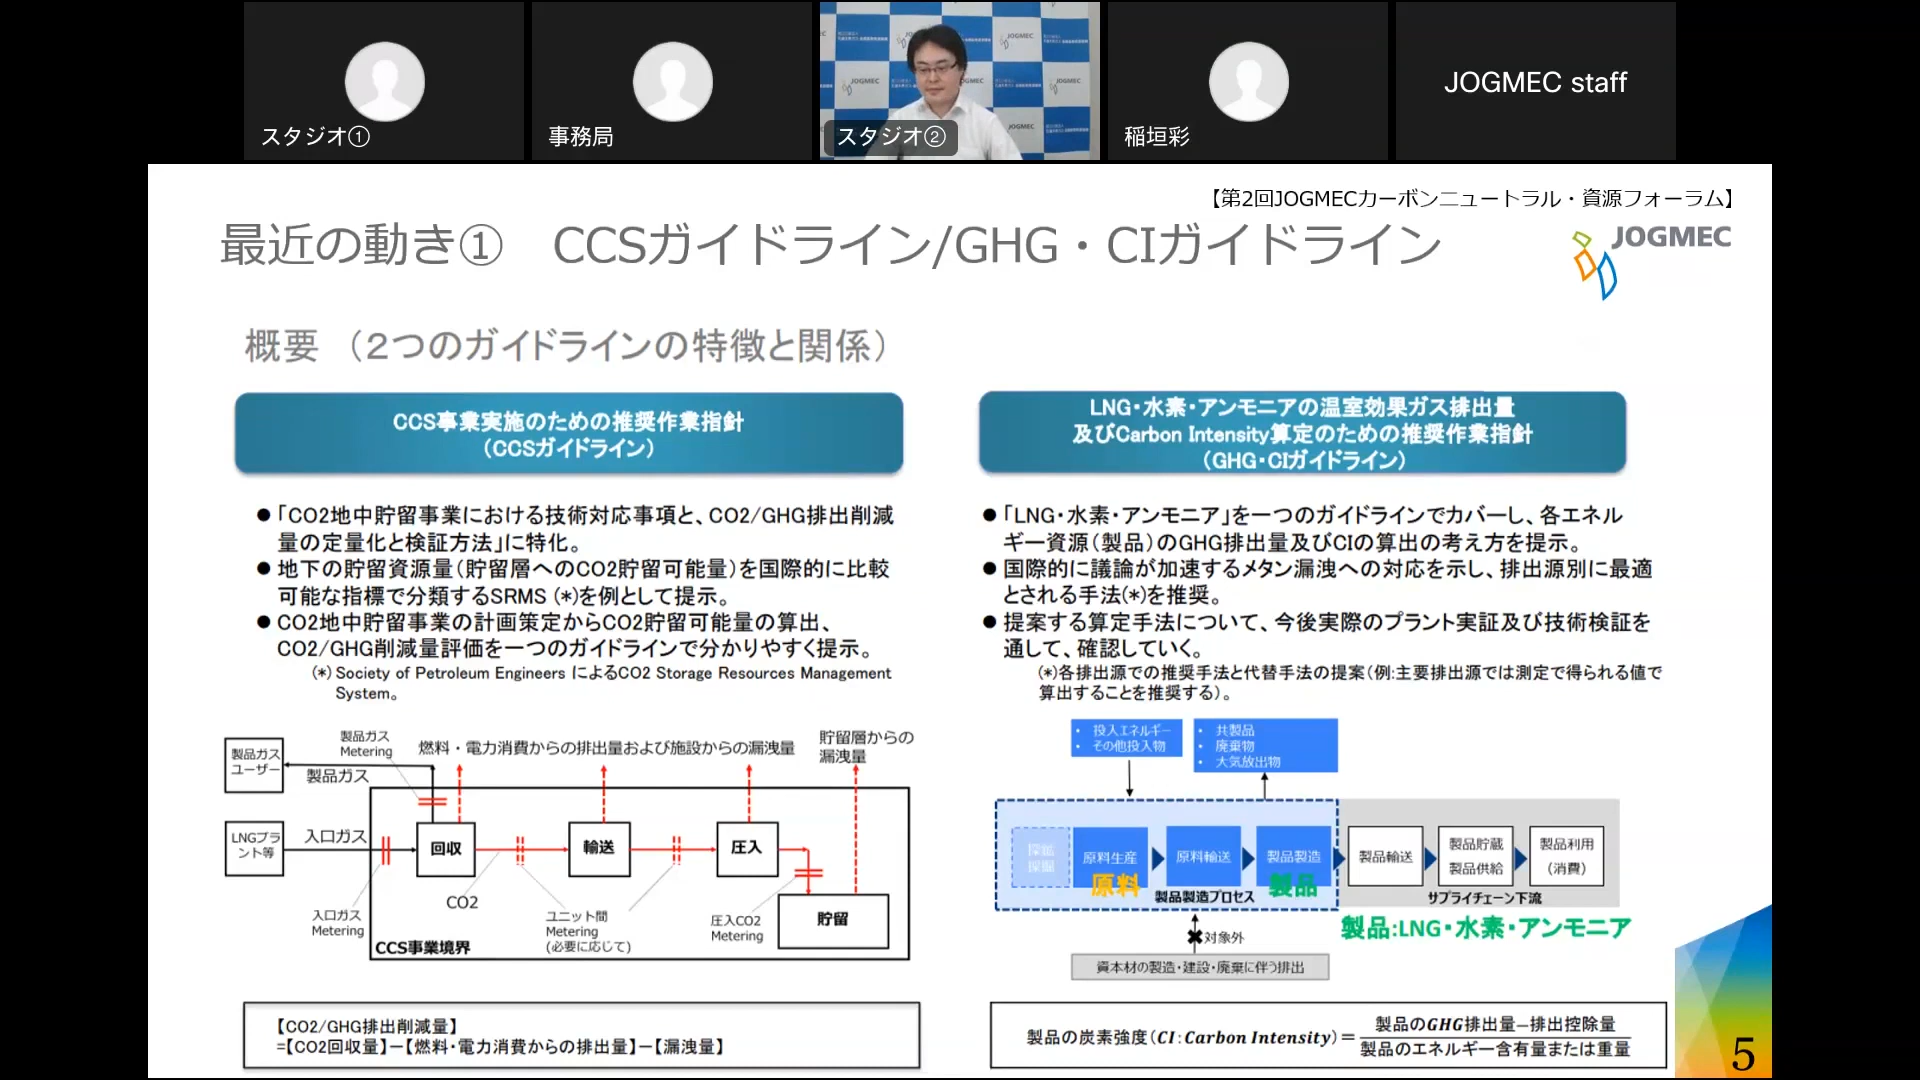 スタジオ①
事務局
スタジオ②
稲垣彩
JOGMEC staff
【第2回JOGMECカーボンニュートラル・資源フォーラム】
最近の動き①　CCSガイドライン/GHG・CIガイドライン
JOGMEC
概要 （２つのガイドラインの特徴と関係）
CCS事業実施のための推奨作業指針
（CCSガイドライン）
●「CO2地中貯留事業における技術対応事項と、CO2/GHG排出削減
量の定量化と検証方法」に特化。
●地下の貯留資源量（貯留層へのCO2貯留可能量）を国際的に比較
可能な指標で分類するSRMS (*)を例として提示。
●CO2地中貯留事業の計画策定からCO2貯留可能量の算出、
CO2/GHG削減量評価を一つのガイドラインで分かりやすく提示。
(*) Society of Petroleum Engineers によるCO2 Storage Resources Management
System。
製品ガス
ユーザー
製品ガス
Metering
製品ガス
燃料・電力消費からの排出量および施設からの漏洩量
貯留層からの
漏洩量
LNGプラ
ント等
入口ガス
回収
輸送
圧入
貯留
CO2
入口ガス
Metering
ユニット間
Metering
(必要に応じて)
圧入CO2
Metering
CCS事業境界
【CO2/GHG排出削減量】
=【CO2回収量】－【燃料・電力消費からの排出量】－【漏洩量】
LNG・水素・アンモニアの温室効果ガス排出量
及びCarbon Intensity算定のための推奨作業指針
（GHG・CIガイドライン）
●「LNG・水素・アンモニア」を一つのガイドラインでカバーし、各エネル
ギー資源（製品）のGHG排出量及びCIの算出の考え方を提示。
●国際的に議論が加速するメタン漏洩への対応を示し、排出源別に最適
とされる手法(*)を推奨。
●提案する算定手法について、今後実際のプラント実証及び技術検証を
通して、確認していく。
(*)各排出源での推奨手法と代替手法の提案（例:主要排出源では測定で得られる値で
算出することを推奨する）。
• 投入エネルギー
• その他投入物
• 共製品
• 廃棄物
• 大気放出物
探鉱
採掘
原料生産
原料
原料輸送
製品製造
製品
製品製造プロセス
製品輸送
製品貯蔵
製品供給
製品利用
（消費）
サプライチェーン下流
製品:LNG・水素・アンモニア
✖対象外
資本材の製造・建設・廃棄に伴う排出
製品の炭素強度(CI:Carbon Intensity)＝
製品のGHG排出量－排出控除量
製品のエネルギー含有量または重量
5